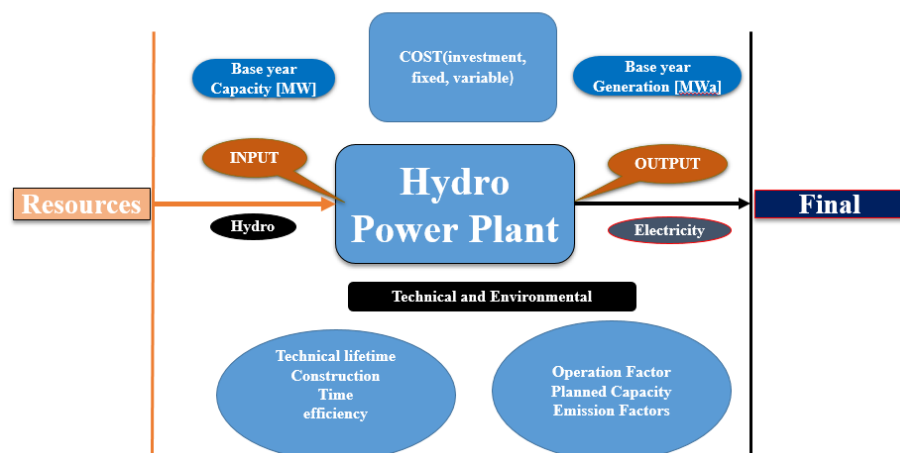 COST(investment,
fixed, variable)
Base year
Capacity [MW]
Base year
Generation [MWa]
INPUT
OUTPUT
Hydro
Power Plant
Resources
Final
Hydro
Electricity
Technical and Environmental
Technical lifetime
Construction
Time
efficiency
Operation Factor
Planned Capacity
Emission Factors